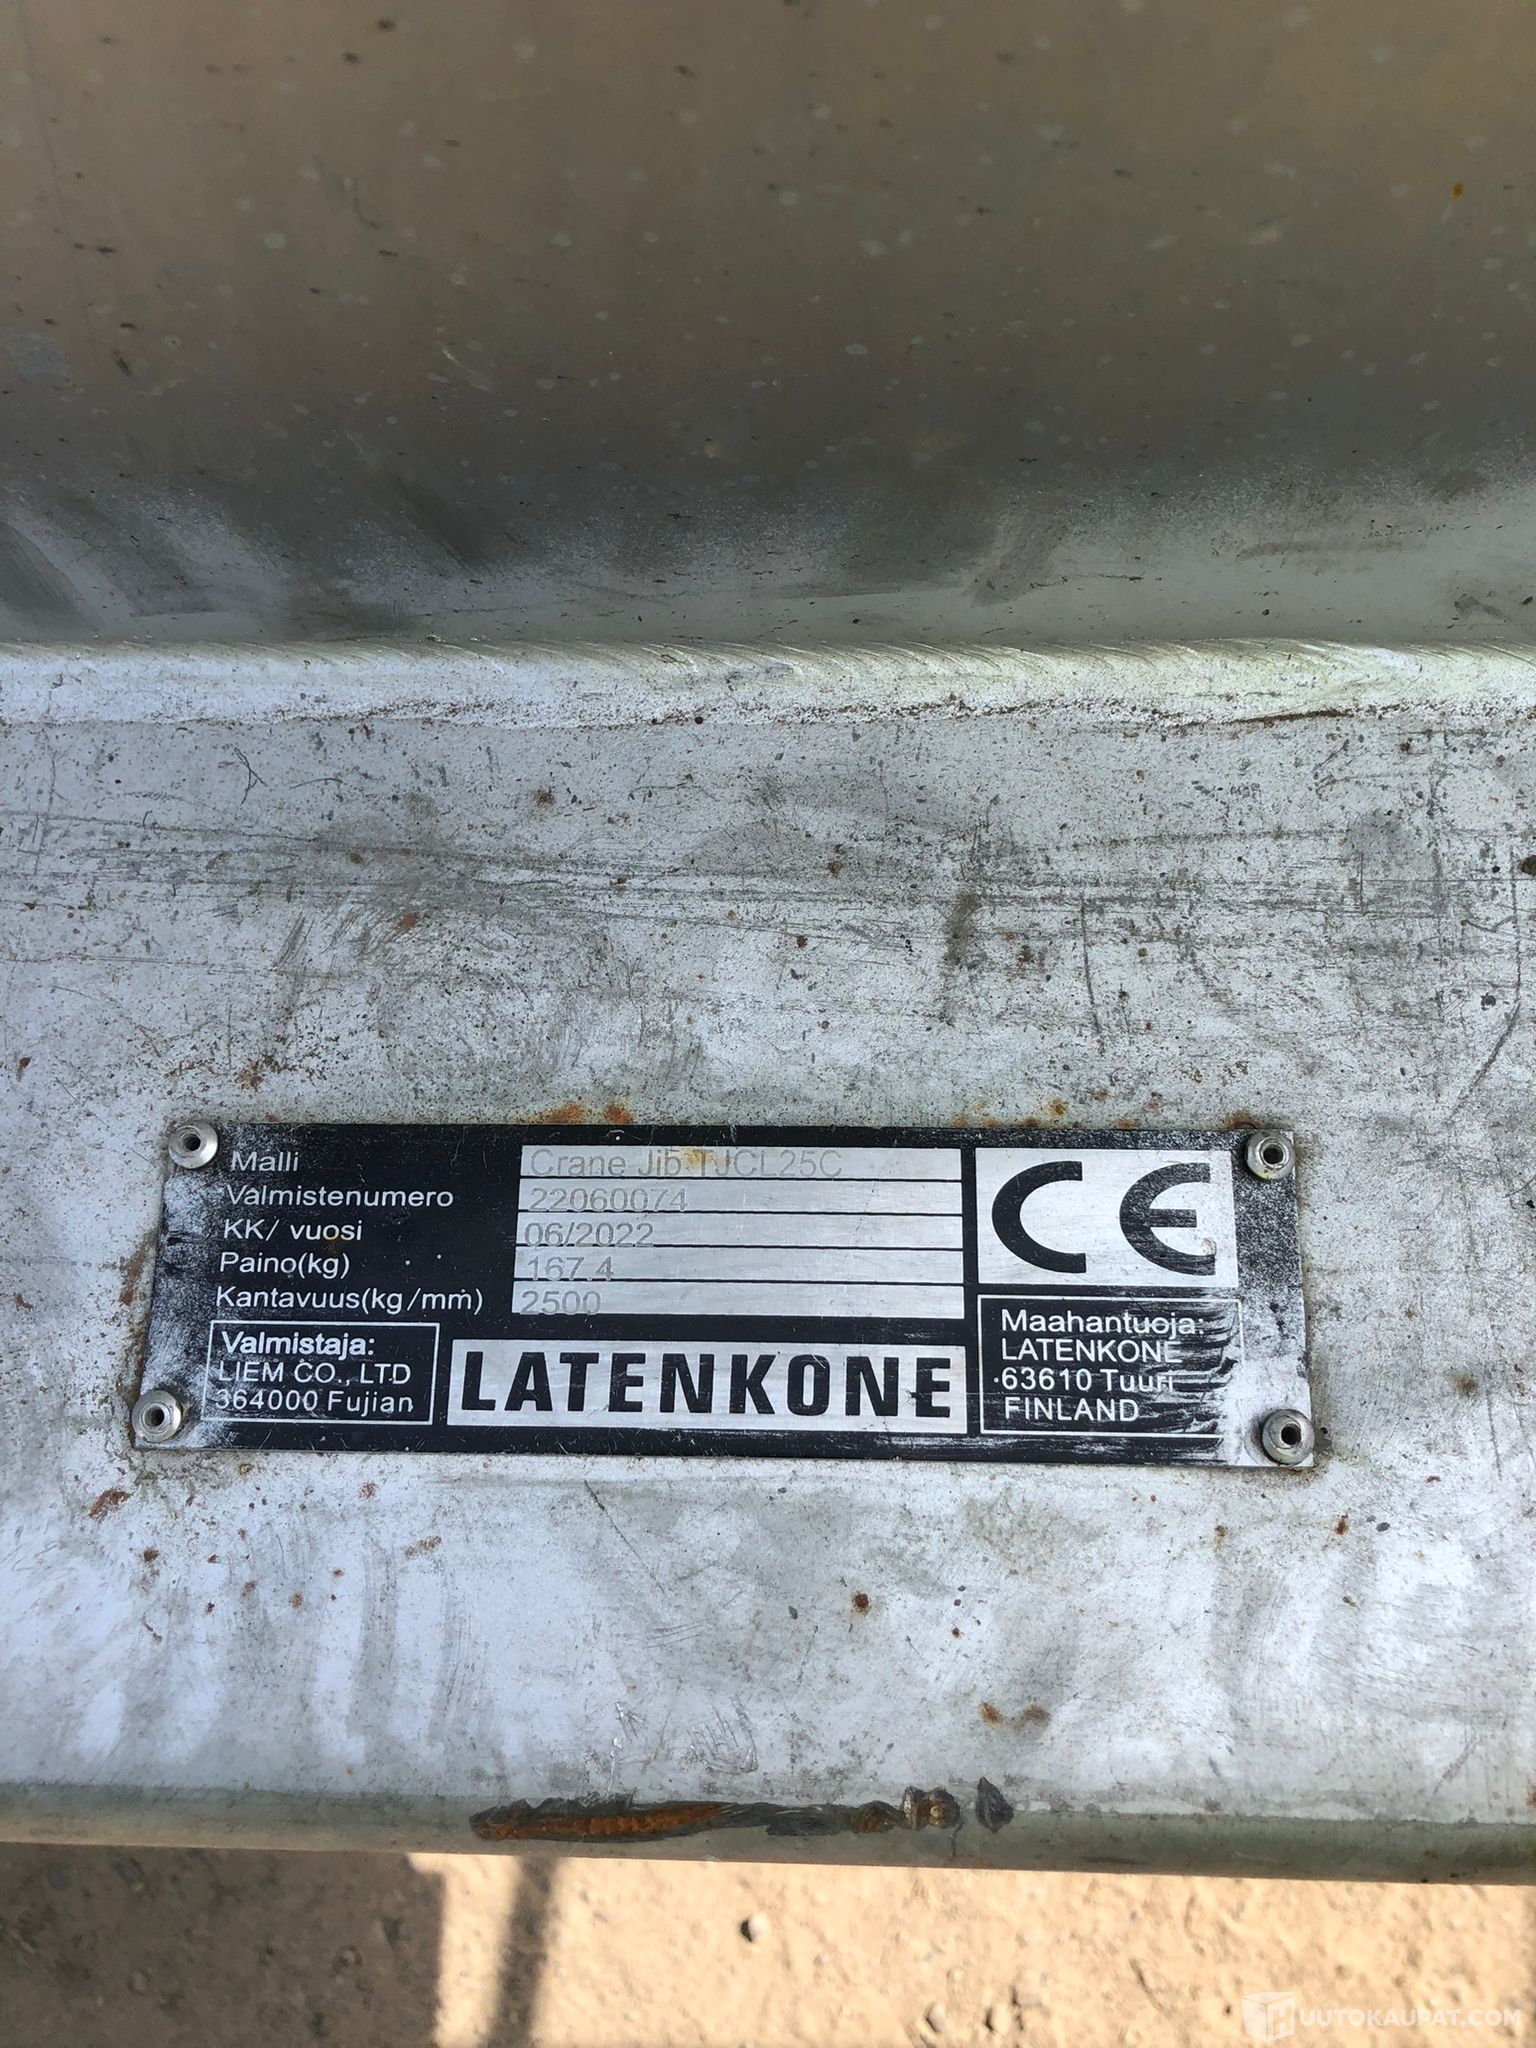 Malli Crane Jib TJCL25C
Valmistenumero 22060074
KK/ vuosi 06/2022
Paino(kg) 167.4
Kantavuus(kg/mm) 2500
CE
Valmistaja:
LIEM CO., LTD
364000 Fujian
LATENKONE
Maahantuoja:
LATENKONE
63610 Tuuri
FINLAND
HUUTOKAUPAT.COM